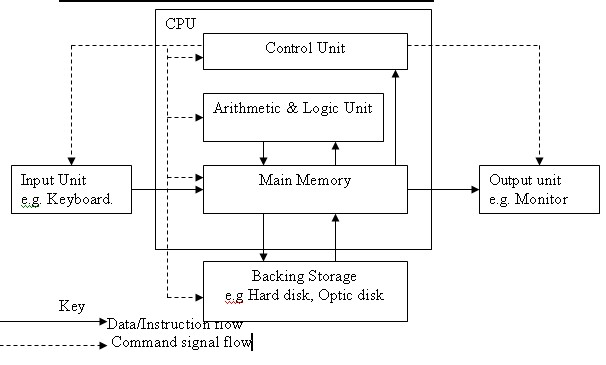 CPU
Control Unit
Arithmetic & Logic Unit
Input Unit
e.g. Keyboard.
Main Memory
Output unit
e.g. Monitor
Backing Storage
e.g Hard disk, Optic disk
Key
Data/Instruction flow
Command signal flow